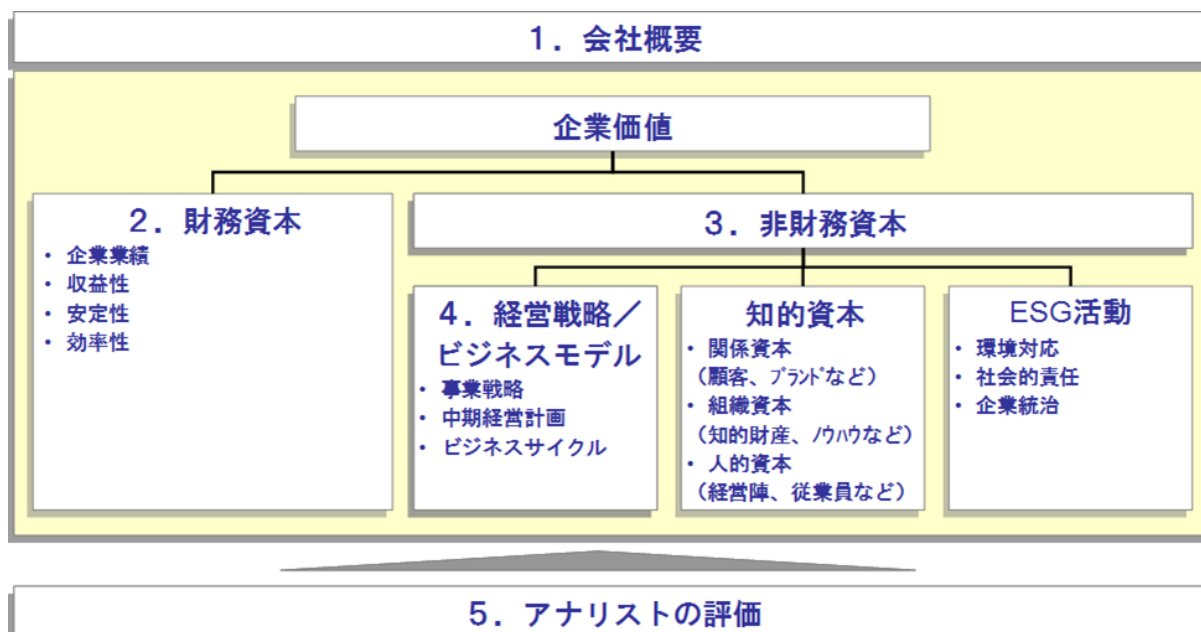 1．会社概要
企業価値
2．財務資本
・ 企業業績
・ 収益性
・ 安定性
・ 効率性
3．非財務資本
4．経営戦略／
ビジネスモデル
・ 事業戦略
・ 中期経営計画
・ ビジネスサイクル
知的資本
・ 関係資本
（顧客、ﾌﾞﾗﾝﾄﾞなど）
・ 組織資本
（知的財産、ﾉｳﾊｳなど）
・ 人的資本
（経営陣、従業員など）
ESG活動
・ 環境対応
・ 社会的責任
・ 企業統治
5．アナリストの評価